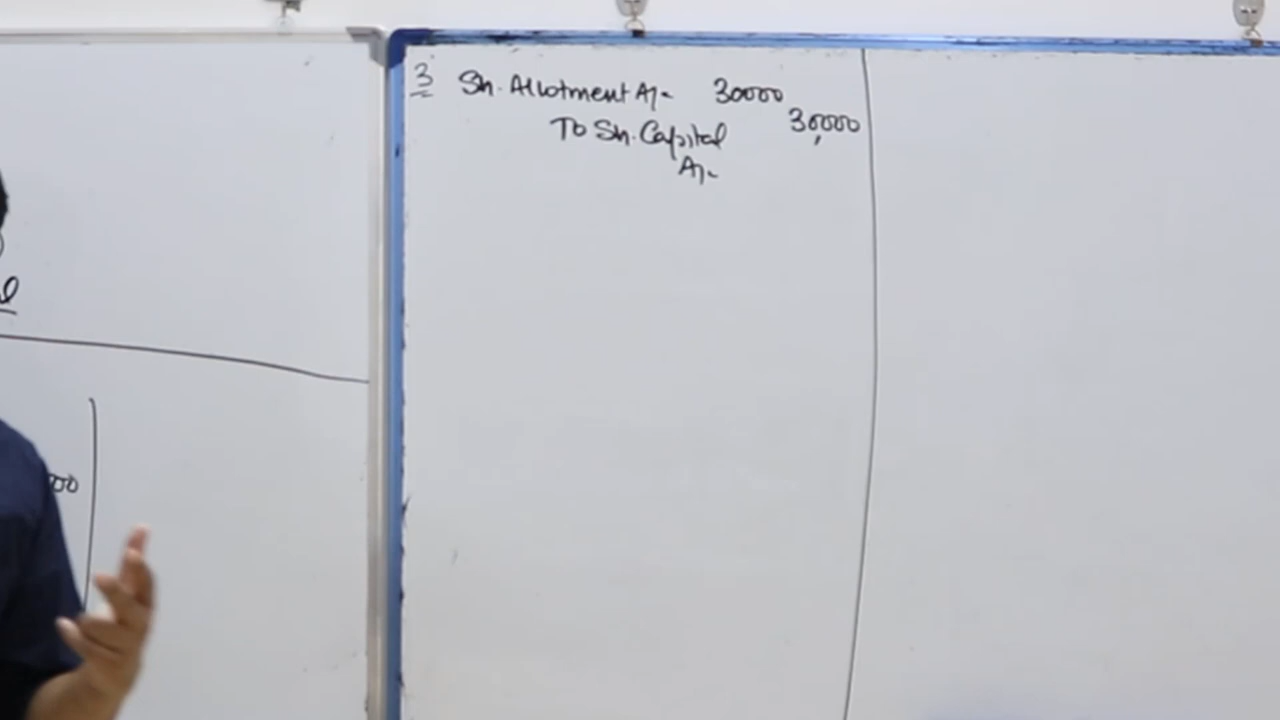 3 Sh. Allotment A/- 30000
To Sh. Capital 30,000
A/-